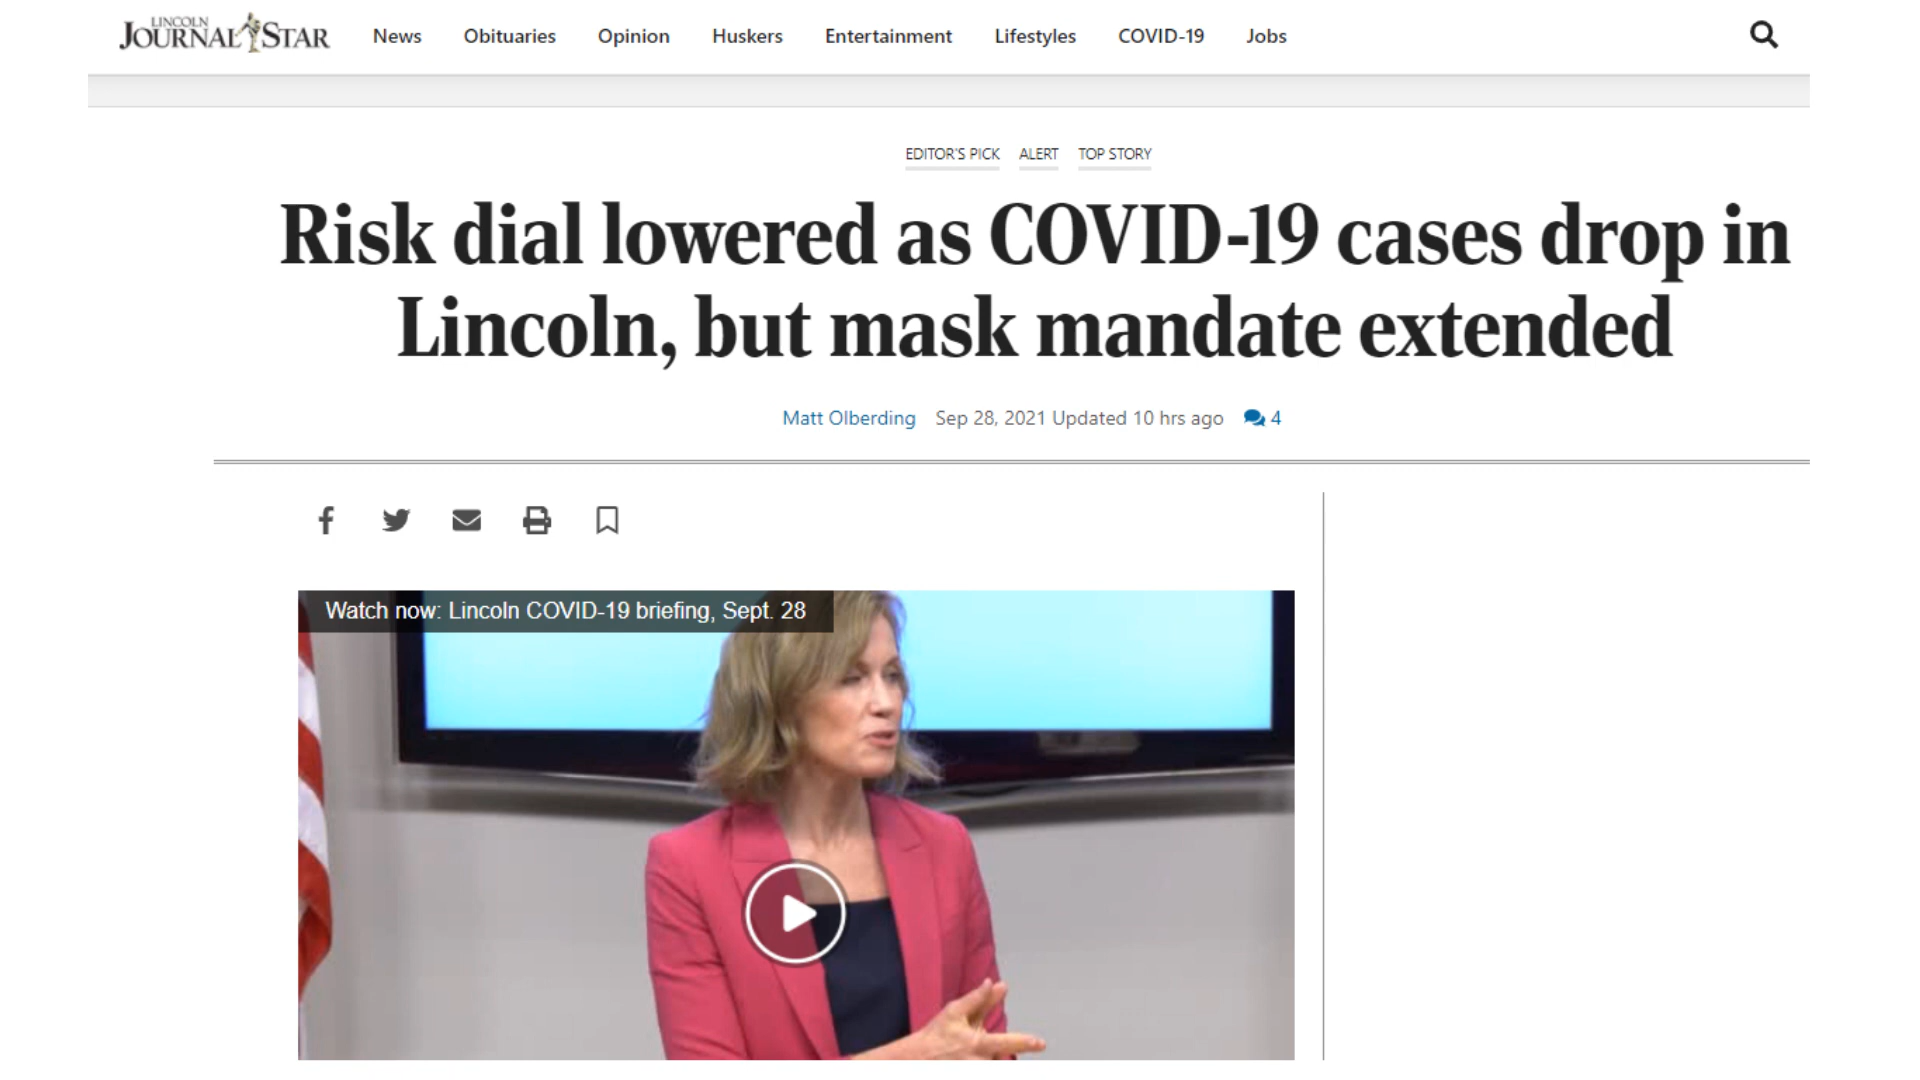 LINCOLN
JOURNAL STAR
News Obituaries Opinion Huskers Entertainment Lifestyles COVID-19 Jobs
EDITOR'S PICK ALERT TOP STORY
Risk dial lowered as COVID-19 cases drop in
Lincoln, but mask mandate extended
Matt Olberding Sep 28, 2021 Updated 10 hrs ago 4
Watch now: Lincoln COVID-19 briefing, Sept. 28